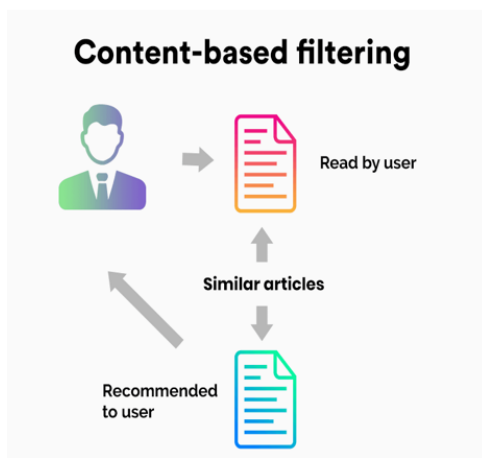 Content-based filtering
Read by user
Similar articles
Recommended
to user